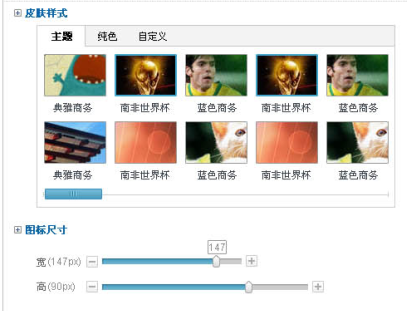 皮肤样式
主题 纯色 自定义
典雅商务 南非世界杯 蓝色商务 南非世界杯 蓝色商务
典雅商务 南非世界杯 蓝色商务 南非世界杯 蓝色商务
图标尺寸
147
宽(147px)
高(90px)